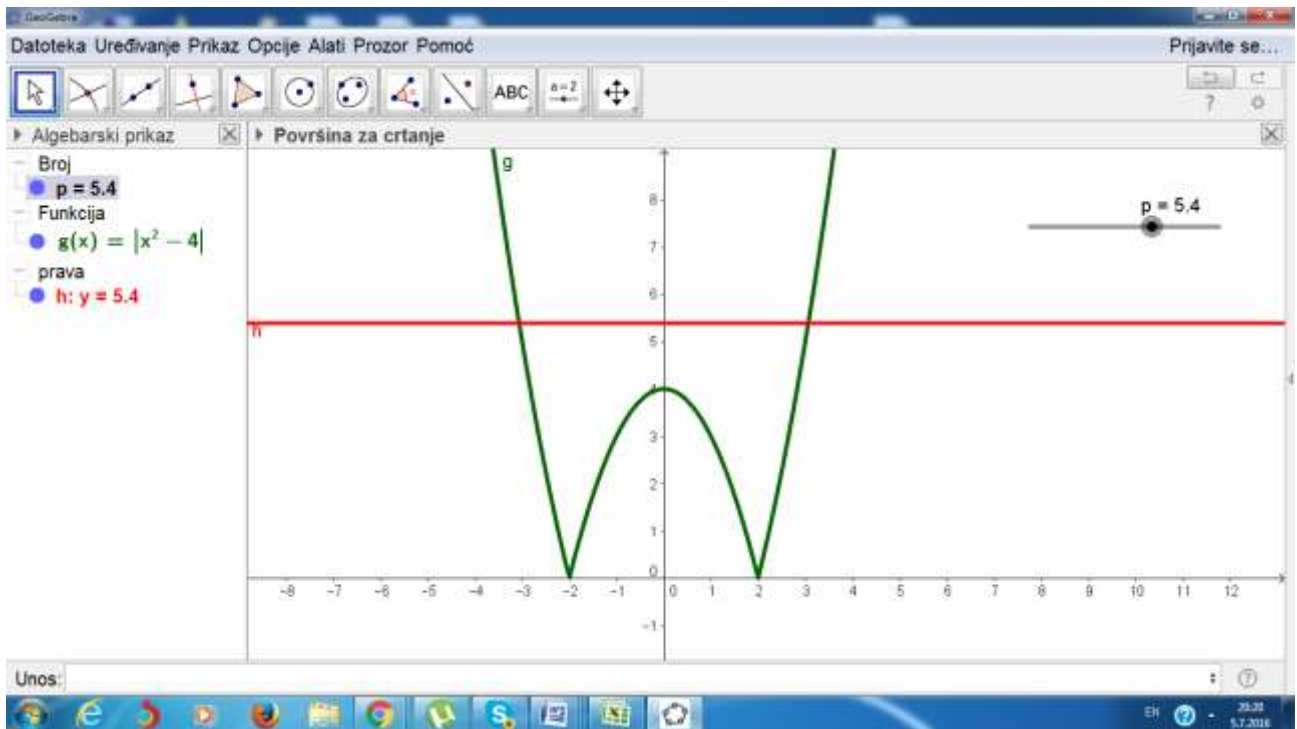 GeoGebra
Datoteka Uređivanje Prikaz Opcije Alati Prozor Pomoć
Prijavite se...
ABC
a=2
?
Algebarski prikaz
Površina za crtanje
Broj
p = 5.4
Funkcija
g(x) = |x² − 4|
prava
h: y = 5.4
g
h
p = 5.4
8
7
6
5
4
3
2
1
0
-1
-8 -7 -6 -5 -4 -3 -2 -1 0 1 2 3 4 5 6 7 8 9 10 11 12
Unos:
?
EN
?
20:20
5.7.2016